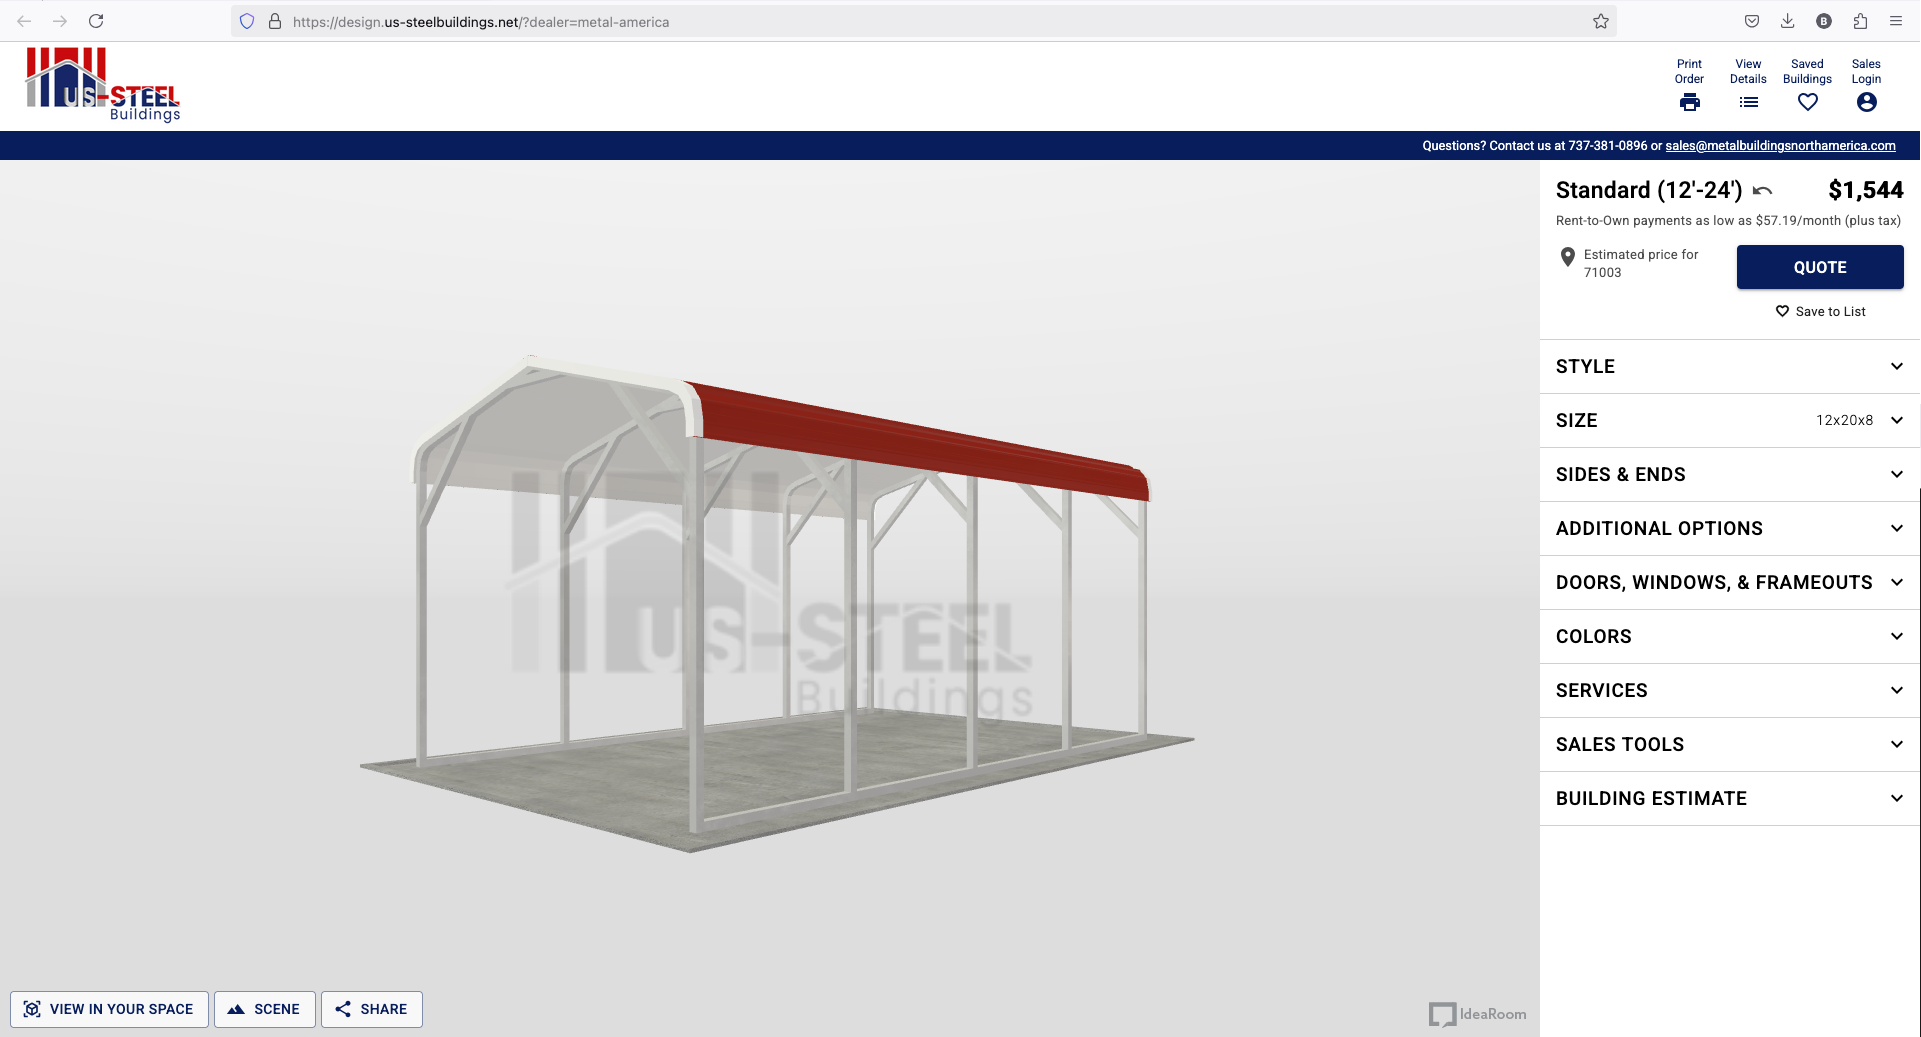 https://design.us-steelbuildings.net/?dealer=metal-america
B
US-STEEL
Buildings
Print
Order
View
Details
Saved
Buildings
Sales
Login
Questions? Contact us at 737-381-0896 or sales@metalbuildingsnorthamerica.com
Standard (12'-24') $1,544
Rent-to-Own payments as low as $57.19/month (plus tax)
Estimated price for
71003
QUOTE
Save to List
STYLE
SIZE 12x20x8
SIDES & ENDS
ADDITIONAL OPTIONS
DOORS, WINDOWS, & FRAMEOUTS
COLORS
SERVICES
SALES TOOLS
BUILDING ESTIMATE
US-STEEL
Buildings
VIEW IN YOUR SPACE
SCENE
SHARE
IdeaRoom